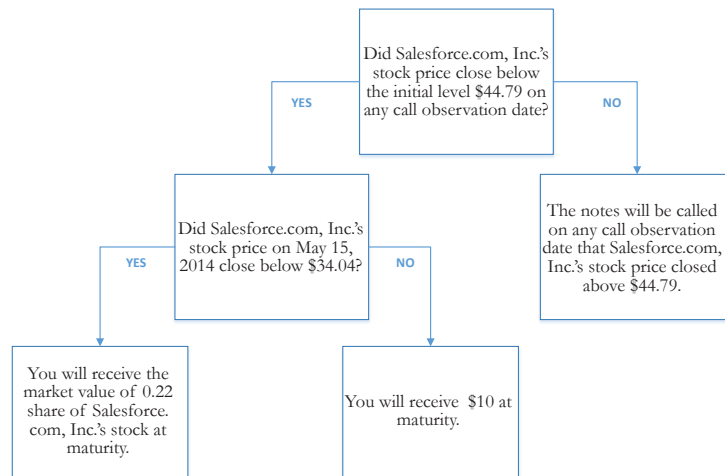 Did Salesforce.com, Inc.'s
stock price close below
the initial level $44.79 on
any call observation date?
YES
NO
Did Salesforce.com, Inc.'s
stock price on May 15,
2014 close below $34.04?
The notes will be called
on any call observation
date that Salesforce.com,
Inc.'s stock price closed
above $44.79.
YES
NO
You will receive the
market value of 0.22
share of Salesforce.
com, Inc.'s stock at
maturity.
You will receive $10 at
maturity.